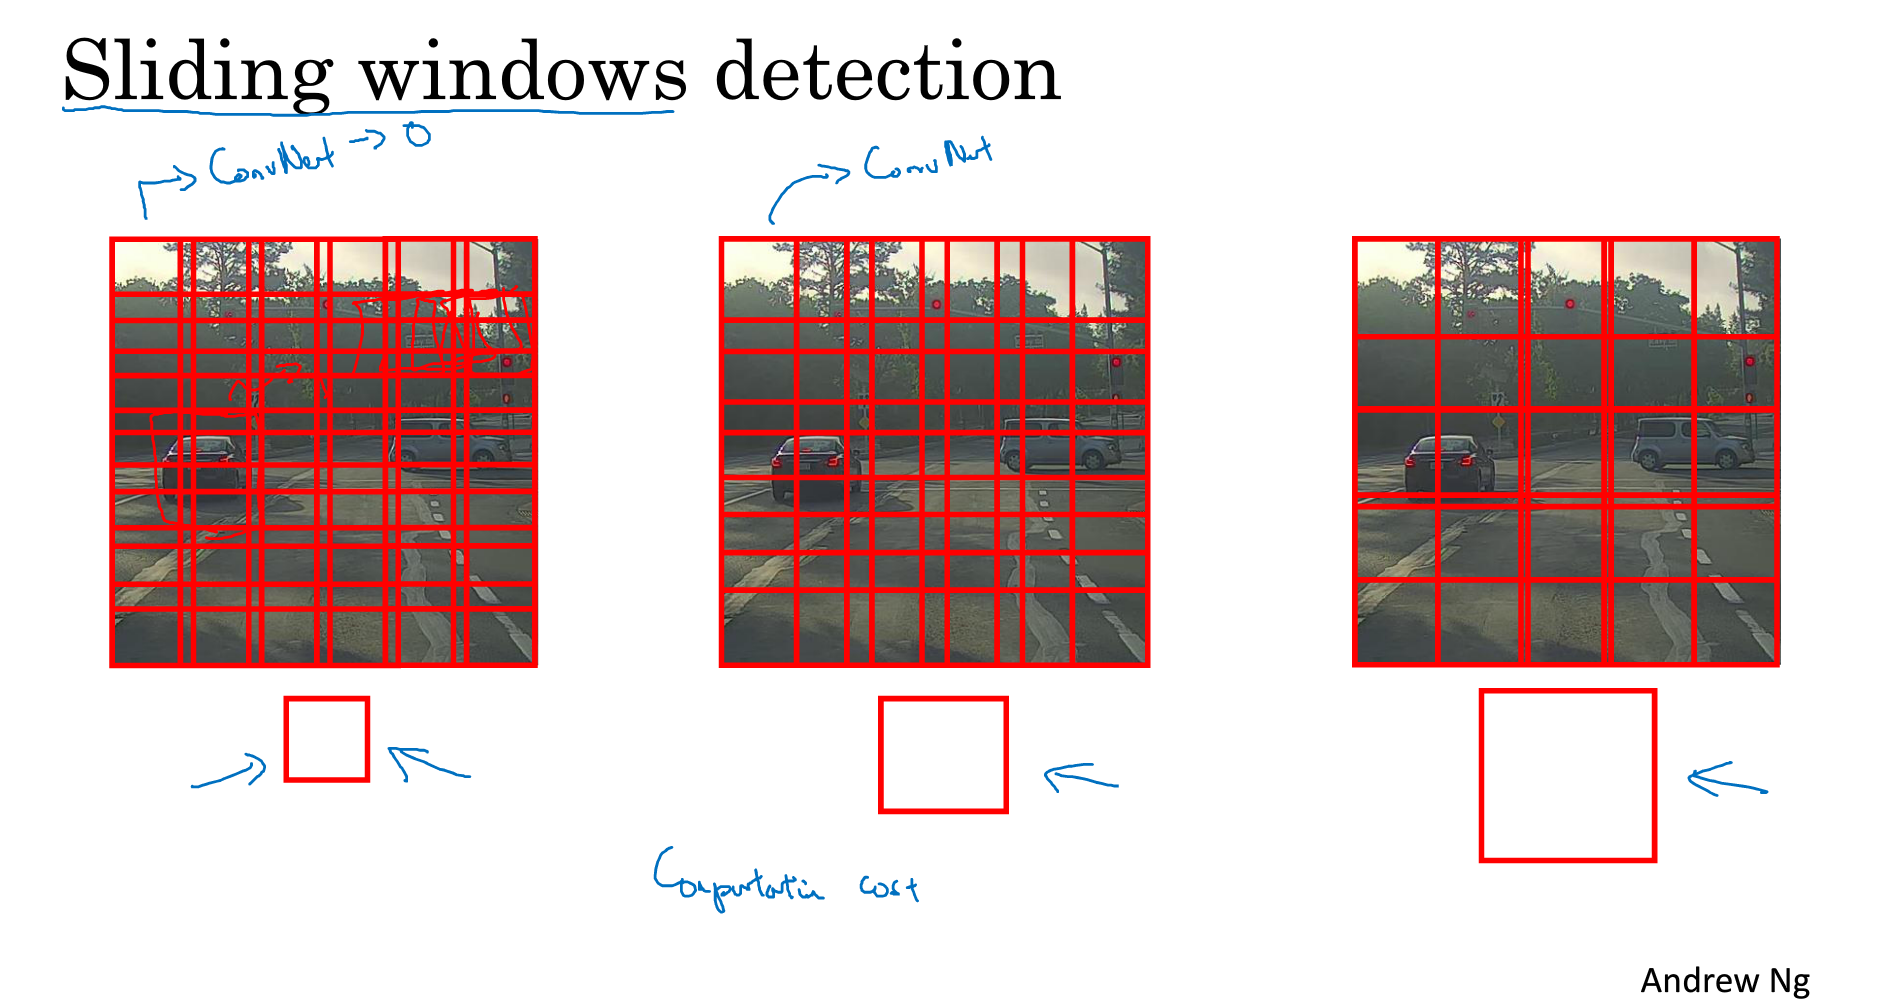 Sliding windows detection
ConvNet → 0
ConvNet
Computation cost
Andrew Ng